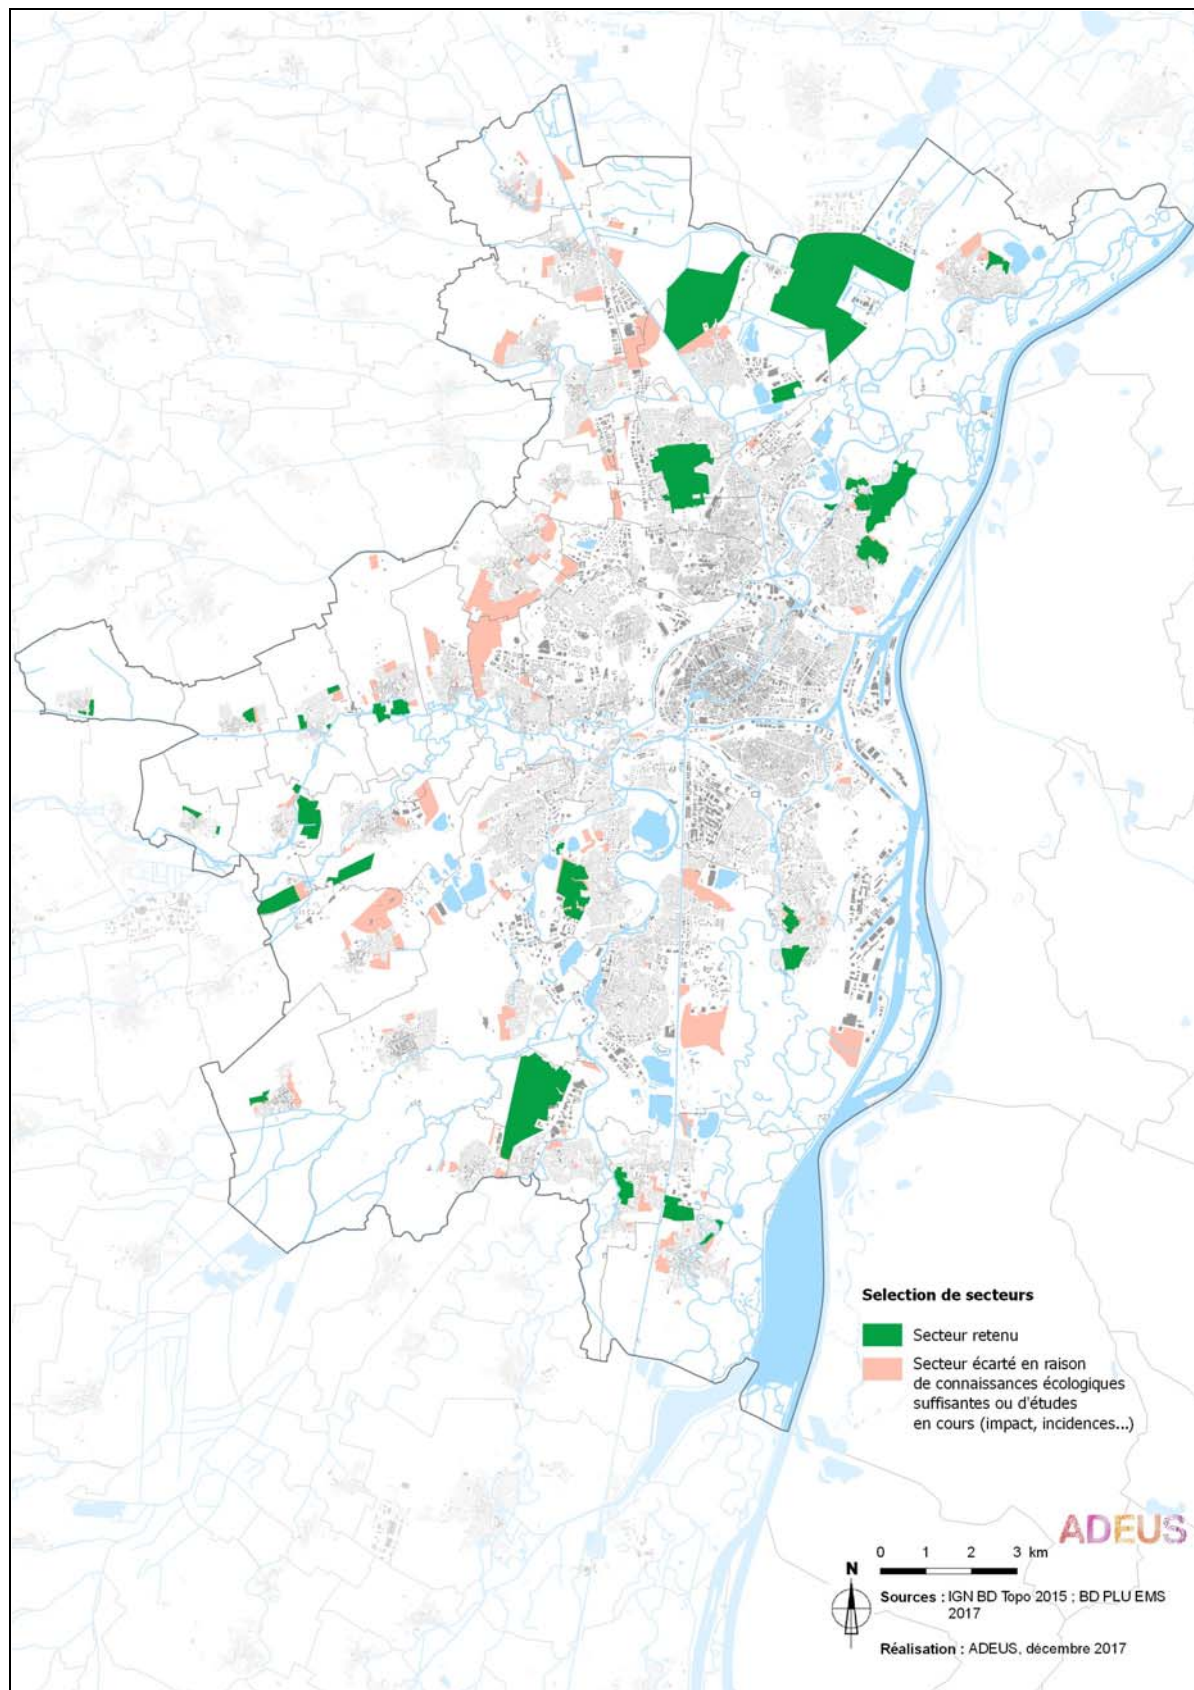 Selection de secteurs
Secteur retenu
Secteur écarté en raison
de connaissances écologiques
suffisantes ou d'études
en cours (impact, incidences...)
ADEUS
0 1 2 3 km
N
Sources : IGN BD Topo 2015 ; BD PLU EMS
2017
Réalisation : ADEUS, décembre 2017